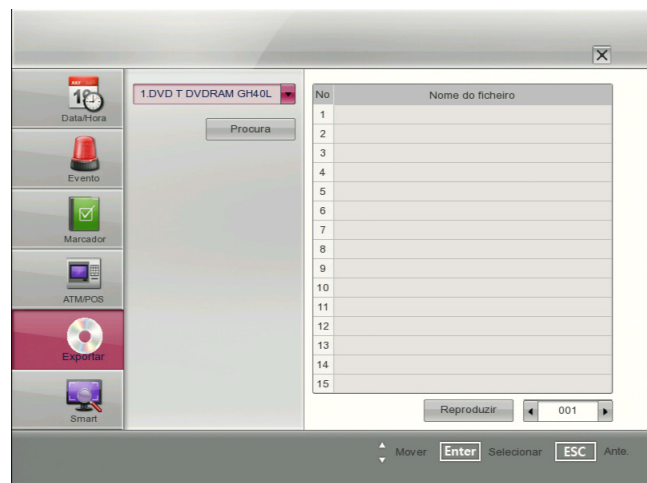 Data/Hora
Evento
Marcador
ATM/POS
Exportar
Smart
1.DVD T DVDRAM GH40L
Procura
No Nome do ficheiro
1
2
3
4
5
6
7
8
9
10
11
12
13
14
15
Reproduzir 001
Mover Enter Selecionar ESC Ante.